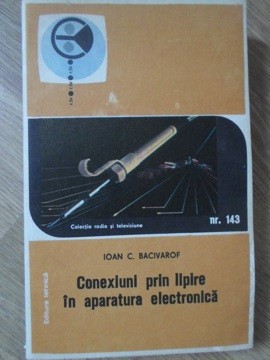 Colecția radio și televiziune
nr. 143
IOAN C. BACIVAROF
Conexiuni prin lipire
în aparatura electronică
Editura tehnică